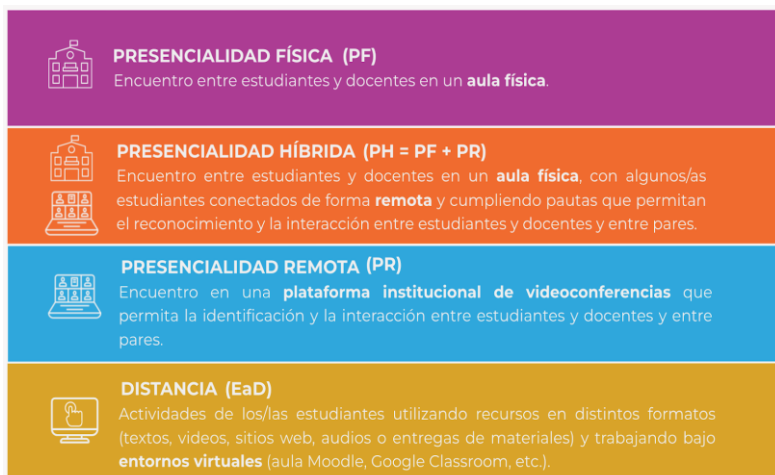 PRESENCIALIDAD FÍSICA (PF)
Encuentro entre estudiantes y docentes en un aula física.
PRESENCIALIDAD HÍBRIDA (PH = PF + PR)
Encuentro entre estudiantes y docentes en un aula física, con algunos/as
estudiantes conectados de forma remota y cumpliendo pautas que permitan
el reconocimiento y la interacción entre estudiantes y docentes y entre pares.
PRESENCIALIDAD REMOTA (PR)
Encuentro en una plataforma institucional de videoconferencias que
permita la identificación y la interacción entre estudiantes y docentes y entre
pares.
DISTANCIA (EaD)
Actividades de los/las estudiantes utilizando recursos en distintos formatos
(textos, videos, sitios web, audios o entregas de materiales) y trabajando bajo
entornos virtuales (aula Moodle, Google Classroom, etc.).